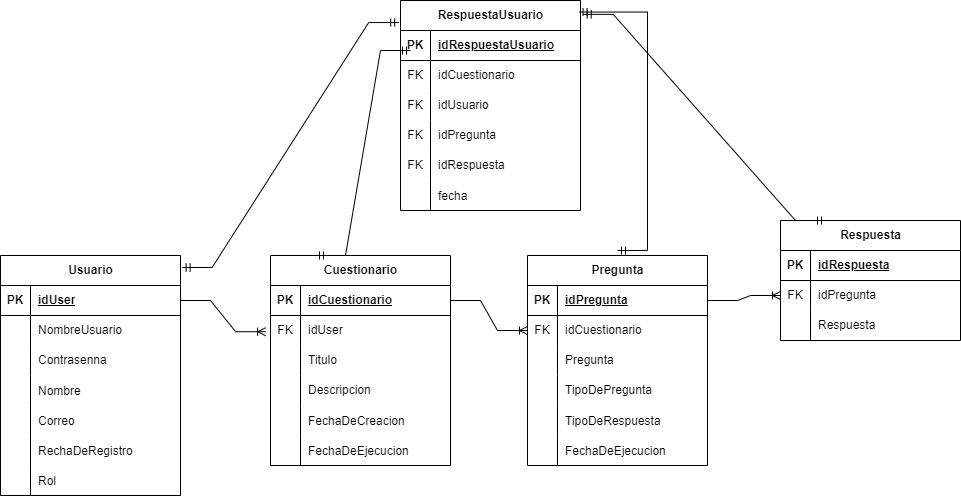 RespuestaUsuario
PK idRespuestaUsuario
FK idCuestionario
FK idUsuario
FK idPregunta
FK idRespuesta
fecha
Usuario
PK idUser
NombreUsuario
Contrasenna
Nombre
Correo
RechaDeRegistro
Rol
Cuestionario
PK idCuestionario
FK idUser
Titulo
Descripcion
FechaDeCreacion
FechaDeEjecucion
Pregunta
PK idPregunta
FK idCuestionario
Pregunta
TipoDePregunta
TipoDeRespuesta
FechaDeEjecucion
Respuesta
PK idRespuesta
FK idPregunta
Respuesta